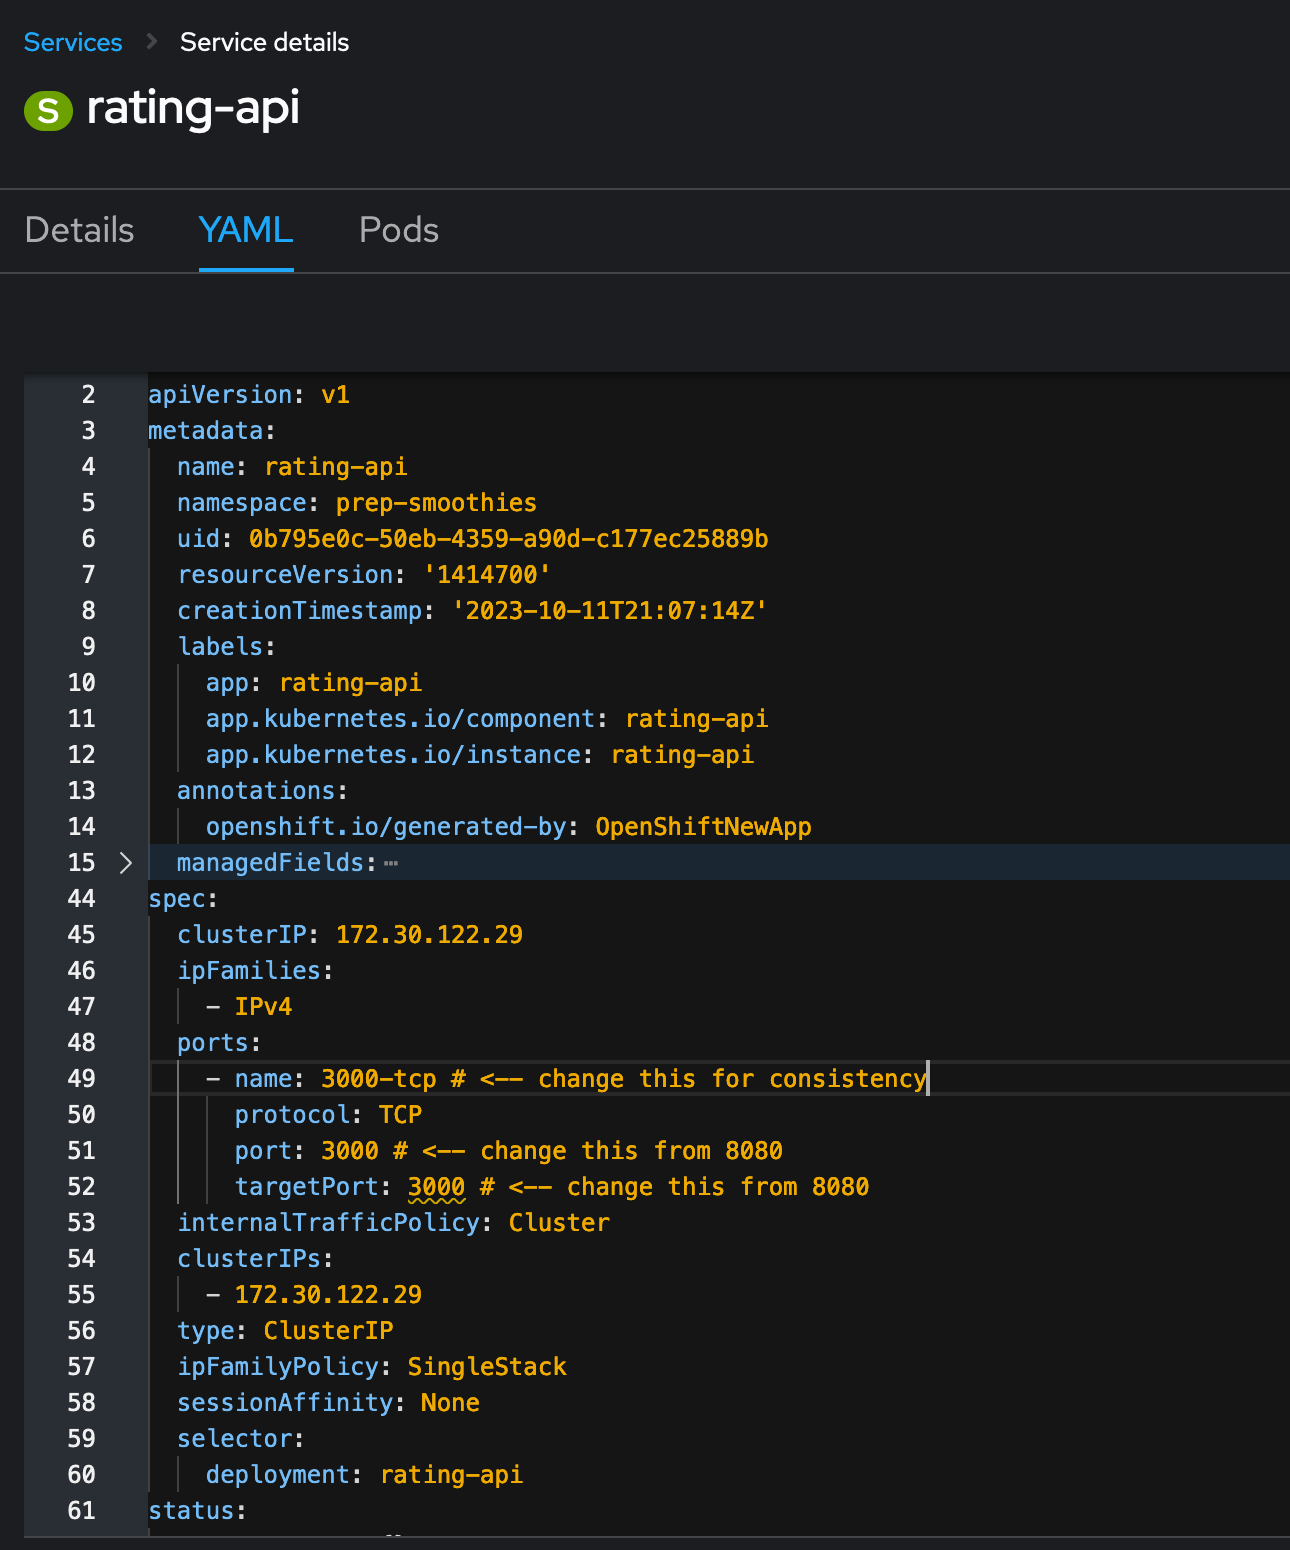 Services > Service details
S rating-api
Details YAML Pods
2 apiVersion: v1
3 metadata:
4 name: rating-api
5 namespace: prep-smoothies
6 uid: 0b795e0c-50eb-4359-a90d-c177ec25889b
7 resourceVersion: '1414700'
8 creationTimestamp: '2023-10-11T21:07:14Z'
9 labels:
10 app: rating-api
11 app.kubernetes.io/component: rating-api
12 app.kubernetes.io/instance: rating-api
13 annotations:
14 openshift.io/generated-by: OpenShiftNewApp
15 > managedFields: …
44 spec:
45 clusterIP: 172.30.122.29
46 ipFamilies:
47 - IPv4
48 ports:
49 - name: 3000-tcp # <-- change this for consistency
50 protocol: TCP
51 port: 3000 # <-- change this from 8080
52 targetPort: 3000 # <-- change this from 8080
53 internalTrafficPolicy: Cluster
54 clusterIPs:
55 - 172.30.122.29
56 type: ClusterIP
57 ipFamilyPolicy: SingleStack
58 sessionAffinity: None
59 selector:
60 deployment: rating-api
61 status: